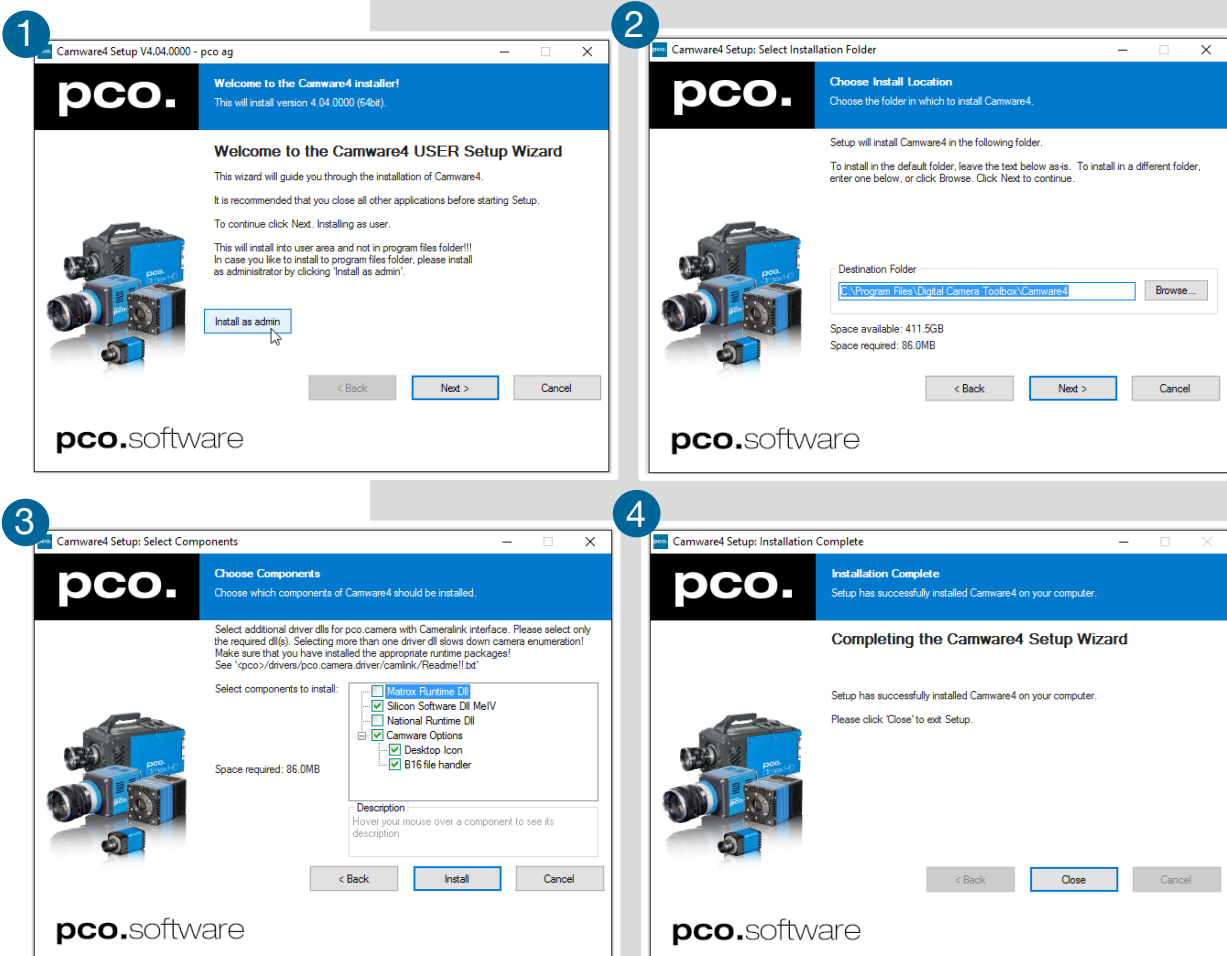 1
Camware4 Setup V4.04.0000 - pco ag
pco.
Welcome to the Camware4 installer!
This will install version 4.04.0000 (64bit).
Welcome to the Camware4 USER Setup Wizard
This wizard will guide you through the installation of Camware4.
It is recommended that you close all other applications before starting Setup.
To continue click Next. Installing as user.
This will install into user area and not in program files folder!!!
In case you like to install to program files folder, please install
as adminisitrator by clicking 'Install as admin'.
Install as admin
< Back
Next >
Cancel
pco.software
2
Camware4 Setup: Select Installation Folder
pco.
Choose Install Location
Choose the folder in which to install Camware4.
Setup will install Camware4 in the following folder.
To install in the default folder, leave the text below as-is. To install in a different folder,
enter one below, or click Browse. Click Next to continue.
Destination Folder
C:\Program Files\Digital Camera Toolbox\Camware4
Browse...
Space available: 411.5GB
Space required: 86.0MB
< Back
Next >
Cancel
pco.software
3
Camware4 Setup: Select Components
pco.
Choose Components
Choose which components of Camware4 should be installed.
Select additional driver dlls for pco.camera with Cameralink interface. Please select only
the required dll(s). Selecting more than one driver dll slows down camera enumeration!
Make sure that you have installed the appropriate runtime packages!
See '<pco>/drivers/pco.camera.driver/camlink/Readme!!.txt'
Select components to install:
Matrox Runtime Dll
Silicon Software Dll MeIV
National Runtime Dll
Camware Options
Desktop Icon
B16 file handler
Space required: 86.0MB
Description
Hover your mouse over a component to see its
description
< Back
Install
Cancel
pco.software
4
Camware4 Setup: Installation Complete
pco.
Installation Complete
Setup has successfully installed Camware4 on your computer.
Completing the Camware4 Setup Wizard
Setup has successfully installed Camware4 on your computer.
Please click 'Close' to exit Setup.
< Back
Close
Cancel
pco.software